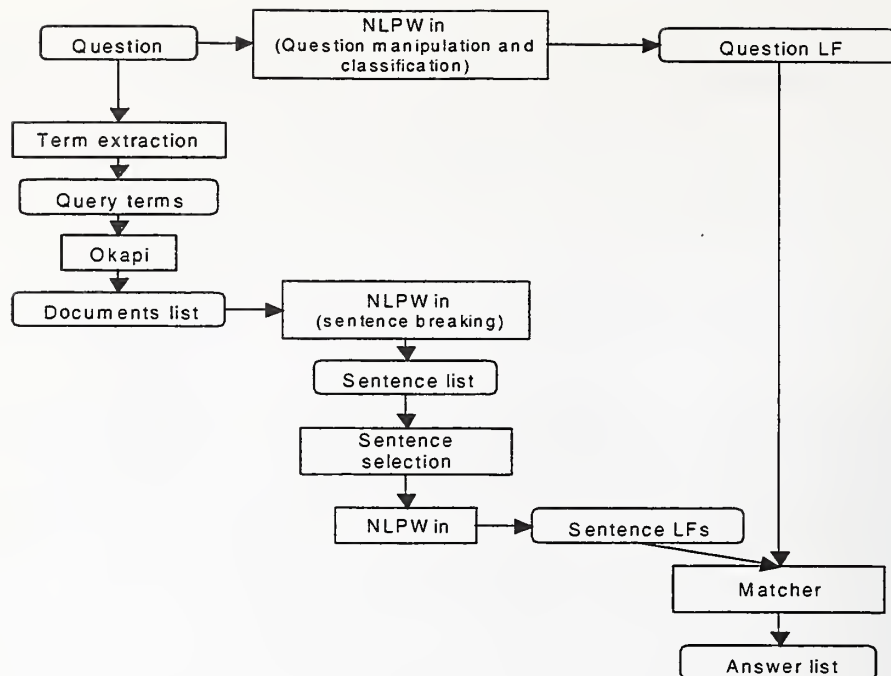 Question
NLPWin
(Question manipulation and
classification)
Question LF
Term extraction
Query terms
Okapi
Documents list
NLPWin
(sentence breaking)
Sentence list
Sentence
selection
NLPWin
Sentence LFs
Matcher
Answer list